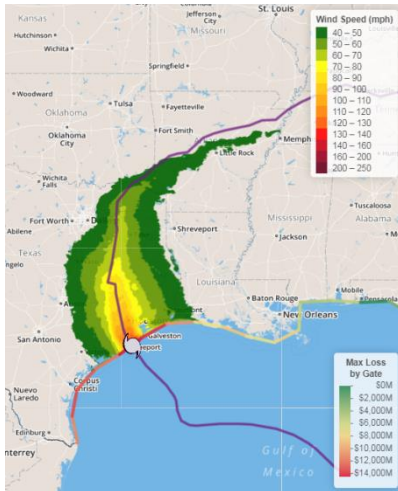 Kansas
Hutchinson
Wichita
Jefferson
City
St. Louis
Missouri
Springfield
Woodward
Tulsa
Fayetteville
Oklahoma
Oklahoma
City
Fort Smith
Memph
Little Rock
Wichita
Falls
Mississippi
Tuscaloosa
Alabama
Fort Worth
Abilene
Shreveport
Jackson
Texas
Louisiana
Baton Rouge
Mobile
Pensacola
New Orleans
San Antonio
Galveston
eeport
Corpus
Christi
Nuevo
Laredo
Edinburg
nterrey
Gulf of
Mexico
Wind Speed (mph)
40 – 50
50 – 60
60 – 70
70 – 80
80 – 90
90 – 100
100 – 110
110 – 120
120 – 130
130 – 140
140 – 160
160 – 200
200 – 250
Max Loss
by Gate
$0M
$2,000M
$4,000M
$6,000M
$8,000M
$10,000M
$12,000M
$14,000M